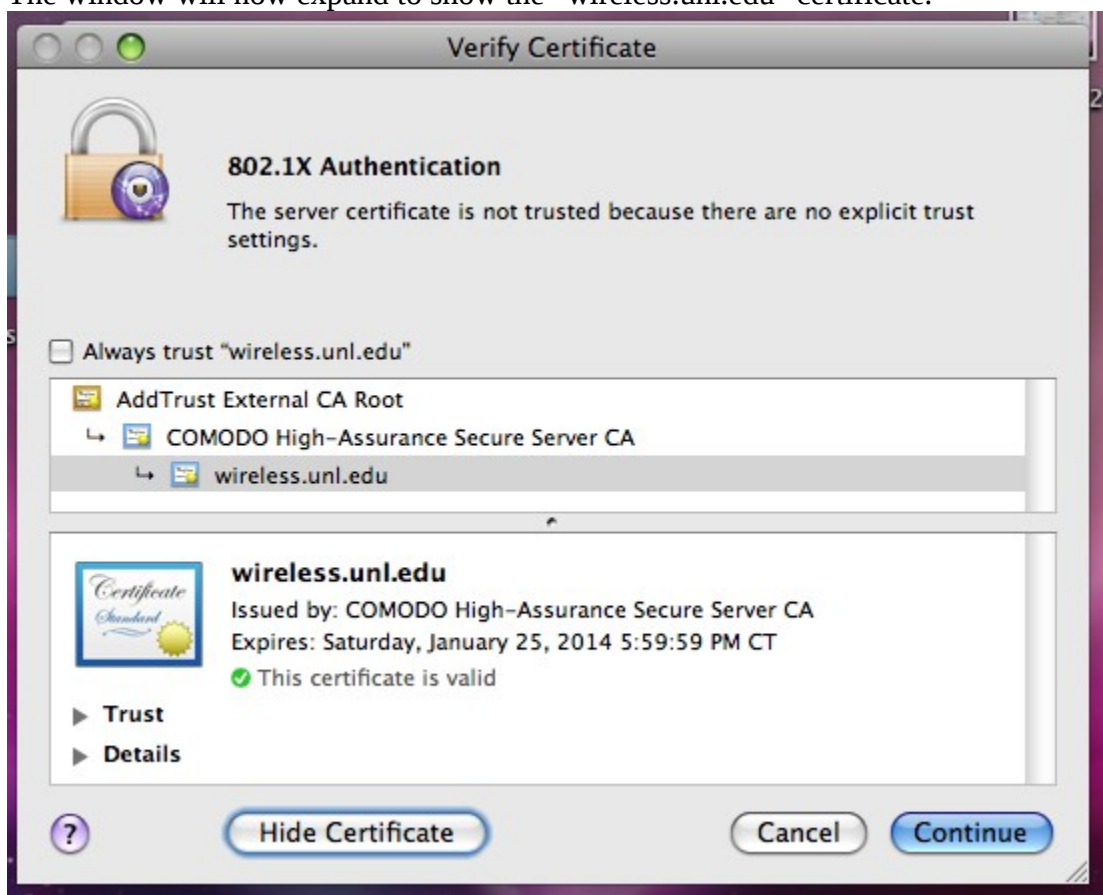 The window will now expand to show the "wireless.unl.edu" certificate.
Verify Certificate
2
802.1X Authentication
The server certificate is not trusted because there are no explicit trust
settings.
s
Always trust "wireless.unl.edu"
AddTrust External CA Root
COMODO High-Assurance Secure Server CA
wireless.unl.edu
Certificate
Standard
wireless.unl.edu
Issued by: COMODO High-Assurance Secure Server CA
Expires: Saturday, January 25, 2014 5:59:59 PM CT
This certificate is valid
Trust
Details
?
Hide Certificate
Cancel
Continue